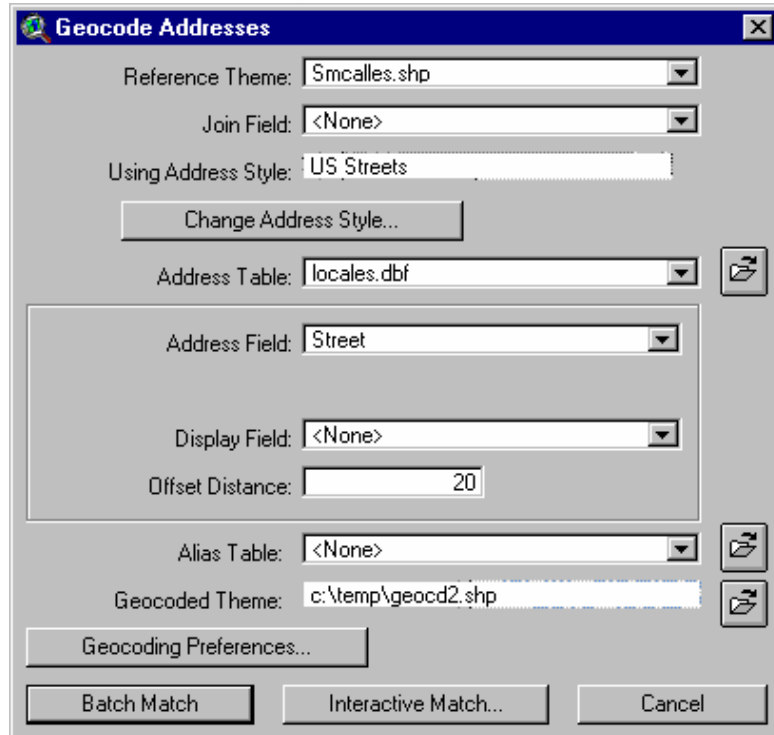 Geocode Addresses
Reference Theme: Smcalles.shp
Join Field: <None>
Using Address Style: US Streets
Change Address Style...
Address Table: locales.dbf
Address Field: Street
Display Field: <None>
Offset Distance: 20
Alias Table: <None>
Geocoded Theme: c:\temp\geocd2.shp
Geocoding Preferences...
Batch Match Interactive Match... Cancel